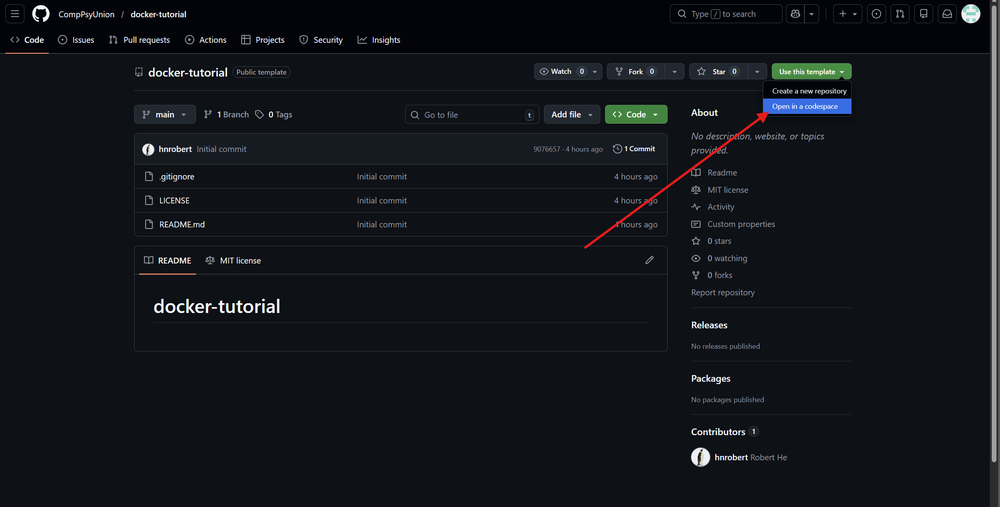 CompPsyUnion / docker-tutorial
Type / to search
Code Issues Pull requests Actions Projects Security Insights
docker-tutorial Public template
Watch 0 Fork 0 Star 0 Use this template
Create a new repository
Open in a codespace
main 1 Branch 0 Tags Go to file t Add file Code
hnrobert Initial commit 9076657 · 4 hours ago 1 Commit
.gitignore Initial commit 4 hours ago
LICENSE Initial commit 4 hours ago
README.md Initial commit 4 hours ago
README MIT license
docker-tutorial
About
No description, website, or topics
provided.
Readme
MIT license
Activity
Custom properties
0 stars
0 watching
0 forks
Report repository
Releases
No releases published
Packages
No packages published
Contributors 1
hnrobert Robert He